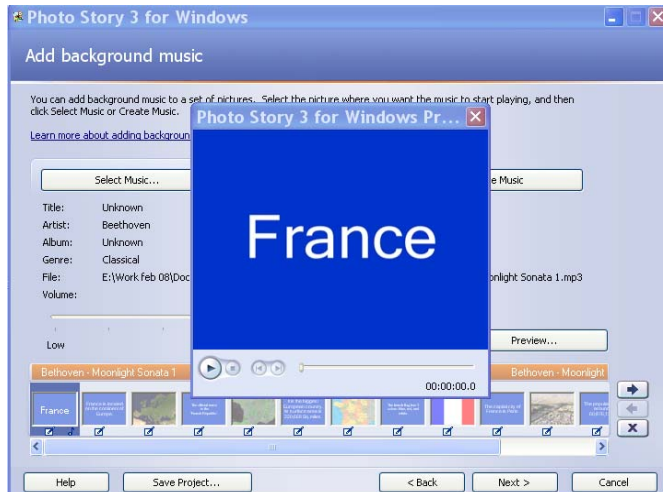 Photo Story 3 for Windows
Add background music
You can add background music to a set of pictures. Select the picture where you want the music to start playing, and then
click Select Music or Create Music.
Learn more about adding backgroun
Photo Story 3 for Windows Pr...
Select Music...
e Music
France
Title: Unknown
Artist: Beethoven
Album: Unknown
Genre: Classical
File: E:\Work feb 08\Doc
onlight Sonata 1.mp3
Volume:
Low
Preview...
00:00:00.0
Bethoven - Moonlight Sonata 1
Bethoven - Moonlight
France
Help
Save Project...
< Back
Next >
Cancel